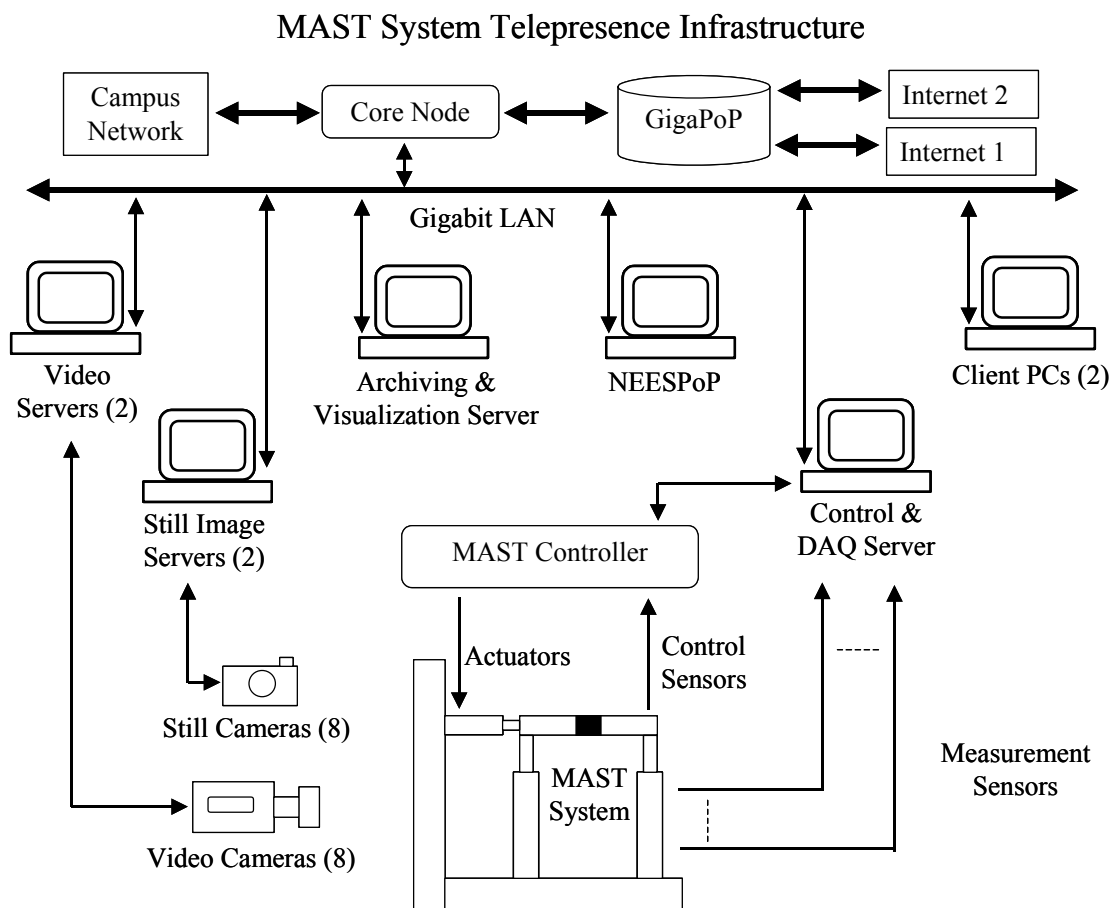 MAST System Telepresence Infrastructure
Campus
Network
Core Node
GigaPoP
Internet 2
Internet 1
Gigabit LAN
Video
Servers (2)
Archiving &
Visualization Server
NEESPoP
Client PCs (2)
Still Image
Servers (2)
Control &
DAQ Server
MAST Controller
Actuators
Control
Sensors
Still Cameras (8)
MAST
System
Measurement
Sensors
Video Cameras (8)